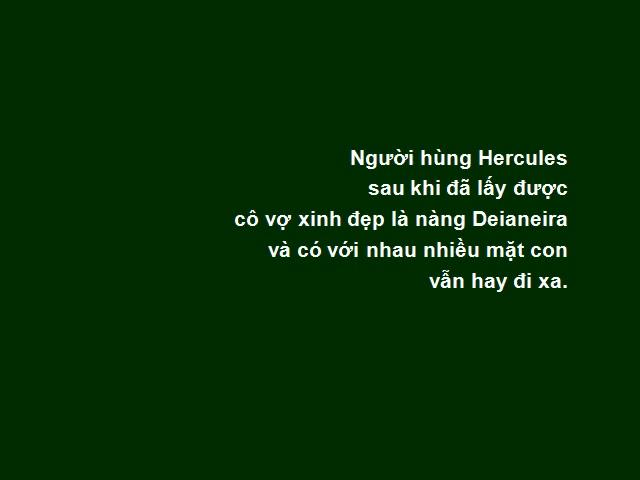 Người hùng Hercules
sau khi đã lấy được
cô vợ xinh đẹp là nàng Deianeira
và có với nhau nhiều mặt con
vẫn hay đi xa.